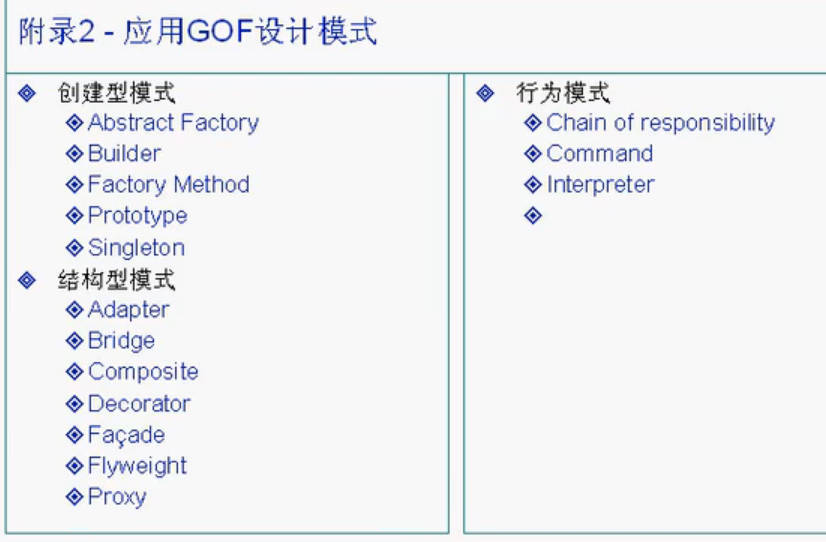 附录2 - 应用GOF设计模式
创建型模式
Abstract Factory
Builder
Factory Method
Prototype
Singleton
结构型模式
Adapter
Bridge
Composite
Decorator
Façade
Flyweight
Proxy
行为模式
Chain of responsibility
Command
Interpreter